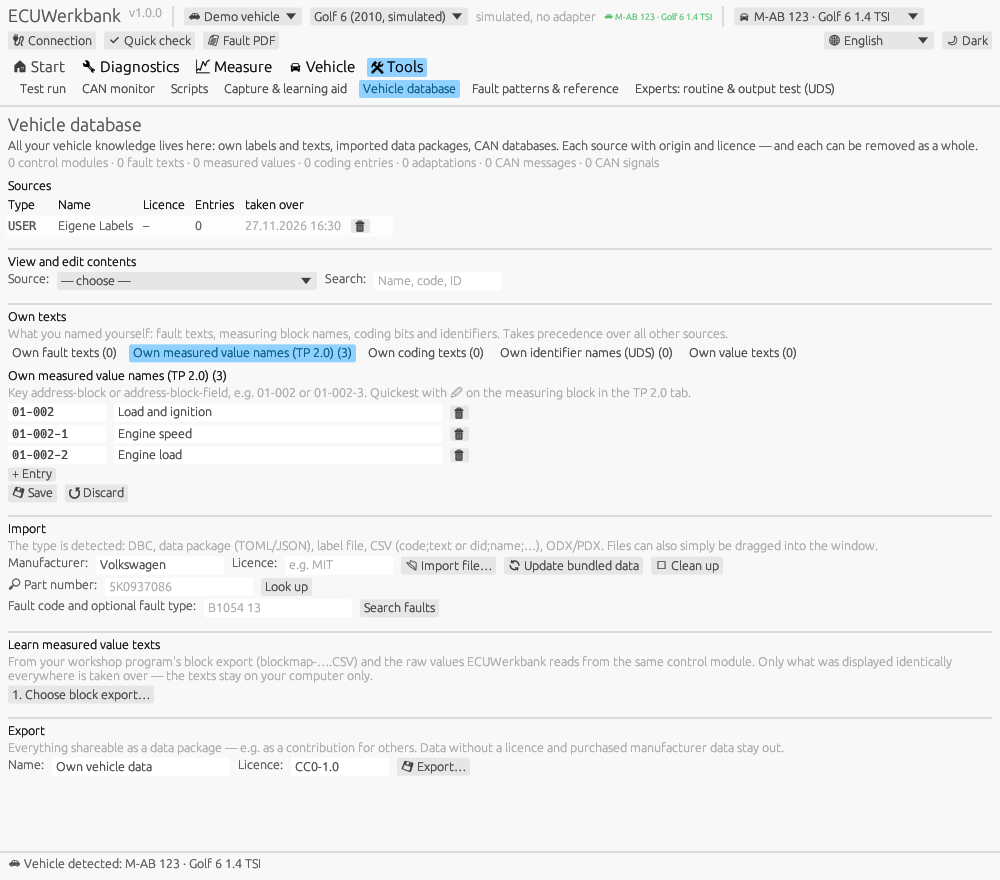 ECUWerkbank v1.0.0 Demo vehicle Golf 6 (2010, simulated) simulated, no adapter M-AB 123 · Golf 6 1.4 TSI M-AB 123 · Golf 6 1.4 TSI
Connection Quick check Fault PDF English Dark
Start Diagnostics Measure Vehicle Tools
Test run CAN monitor Scripts Capture & learning aid Vehicle database Fault patterns & reference Experts: routine & output test (UDS)
Vehicle database
All your vehicle knowledge lives here: own labels and texts, imported data packages, CAN databases. Each source with origin and licence — and each can be removed as a whole.
0 control modules · 0 fault texts · 0 measured values · 0 coding entries · 0 adaptations · 0 CAN messages · 0 CAN signals
Sources
Type Name Licence Entries taken over
USER Eigene Labels – 0 27.11.2026 16:30
View and edit contents
Source: — choose — Search: Name, code, ID
Own texts
What you named yourself: fault texts, measuring block names, coding bits and identifiers. Takes precedence over all other sources.
Own fault texts (0) Own measured value names (TP 2.0) (3) Own coding texts (0) Own identifier names (UDS) (0) Own value texts (0)
Own measured value names (TP 2.0) (3)
Key address-block or address-block-field, e.g. 01-002 or 01-002-3. Quickest with on the measuring block in the TP 2.0 tab.
01-002 Load and ignition
01-002-1 Engine speed
01-002-2 Engine load
+ Entry
Save Discard
Import
The type is detected: DBC, data package (TOML/JSON), label file, CSV (code;text or did;name;…), ODX/PDX. Files can also simply be dragged into the window.
Manufacturer: Volkswagen Licence: e.g. MIT Import file… Update bundled data Clean up
Part number: 5K0937086 Look up
Fault code and optional fault type: B1054 13 Search faults
Learn measured value texts
From your workshop program's block export (blockmap-….CSV) and the raw values ECUWerkbank reads from the same control module. Only what was displayed identically
everywhere is taken over — the texts stay on your computer only.
1. Choose block export…
Export
Everything shareable as a data package — e.g. as a contribution for others. Data without a licence and purchased manufacturer data stay out.
Name: Own vehicle data Licence: CC0-1.0 Export…
Vehicle detected: M-AB 123 · Golf 6 1.4 TSI